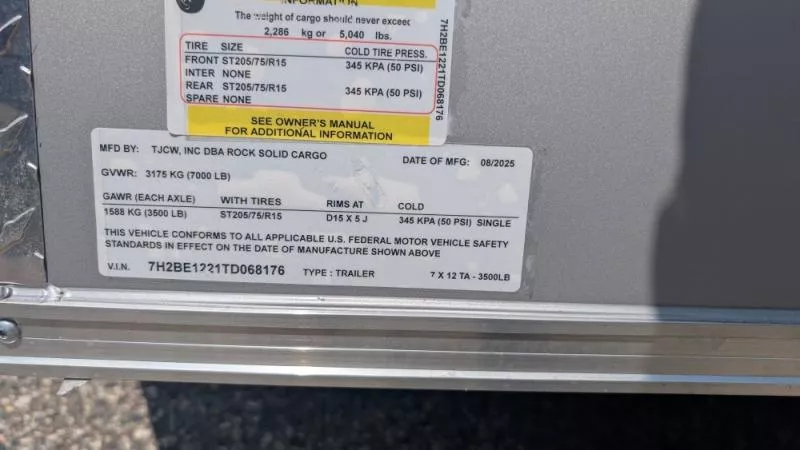 INFORMATION
The weight of cargo should never exceed
2,286 kg or 5,040 lbs.
TIRE SIZE COLD TIRE PRESS.
FRONT ST205/75/R15 345 KPA (50 PSI)
INTER NONE
REAR ST205/75/R15 345 KPA (50 PSI)
SPARE NONE
SEE OWNER'S MANUAL
FOR ADDITIONAL INFORMATION
7H2BE1221TD068176
MFD BY: TJCW, INC DBA ROCK SOLID CARGO DATE OF MFG: 08/2025
GVWR: 3175 KG (7000 LB)
GAWR (EACH AXLE) WITH TIRES RIMS AT COLD
1588 KG (3500 LB) ST205/75/R15 D15 X 5 J 345 KPA (50 PSI) SINGLE
THIS VEHICLE CONFORMS TO ALL APPLICABLE U.S. FEDERAL MOTOR VEHICLE SAFETY
STANDARDS IN EFFECT ON THE DATE OF MANUFACTURE SHOWN ABOVE
V.I.N. 7H2BE1221TD068176 TYPE : TRAILER 7 X 12 TA - 3500LB